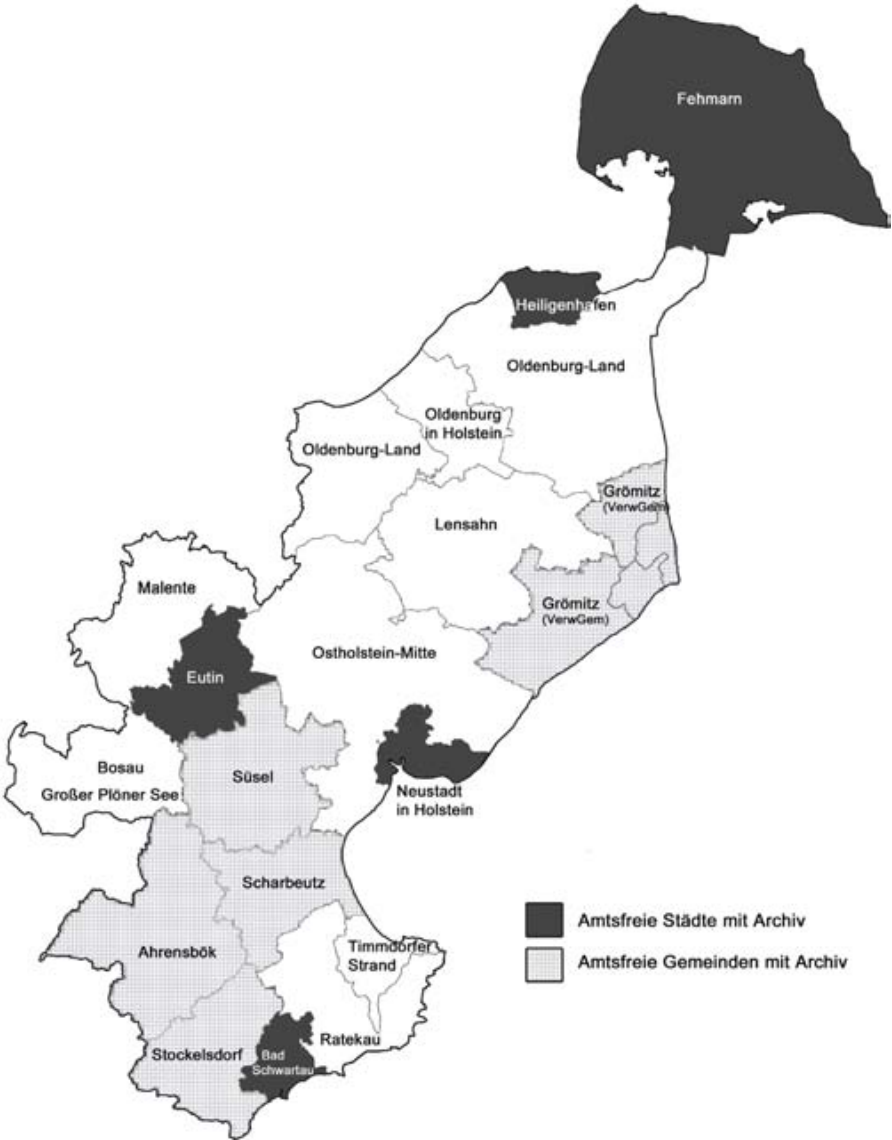 Fehmarn
Heiligenhafen
Oldenburg-Land
Oldenburg
in Holstein
Oldenburg-Land
Grömitz
(VerwGem)
Lensahn
Malente
Grömitz
(VerwGem)
Ostholstein-Mitte
Eutin
Bosau
Großer Plöner See
Süsel
Neustadt
in Holstein
Scharbeutz
Ahrensbök
Timmdorfer
Strand
Ratekau
Stockelsdorf
Bad
Schwartau
Amtsfreie Städte mit Archiv
Amtsfreie Gemeinden mit Archiv